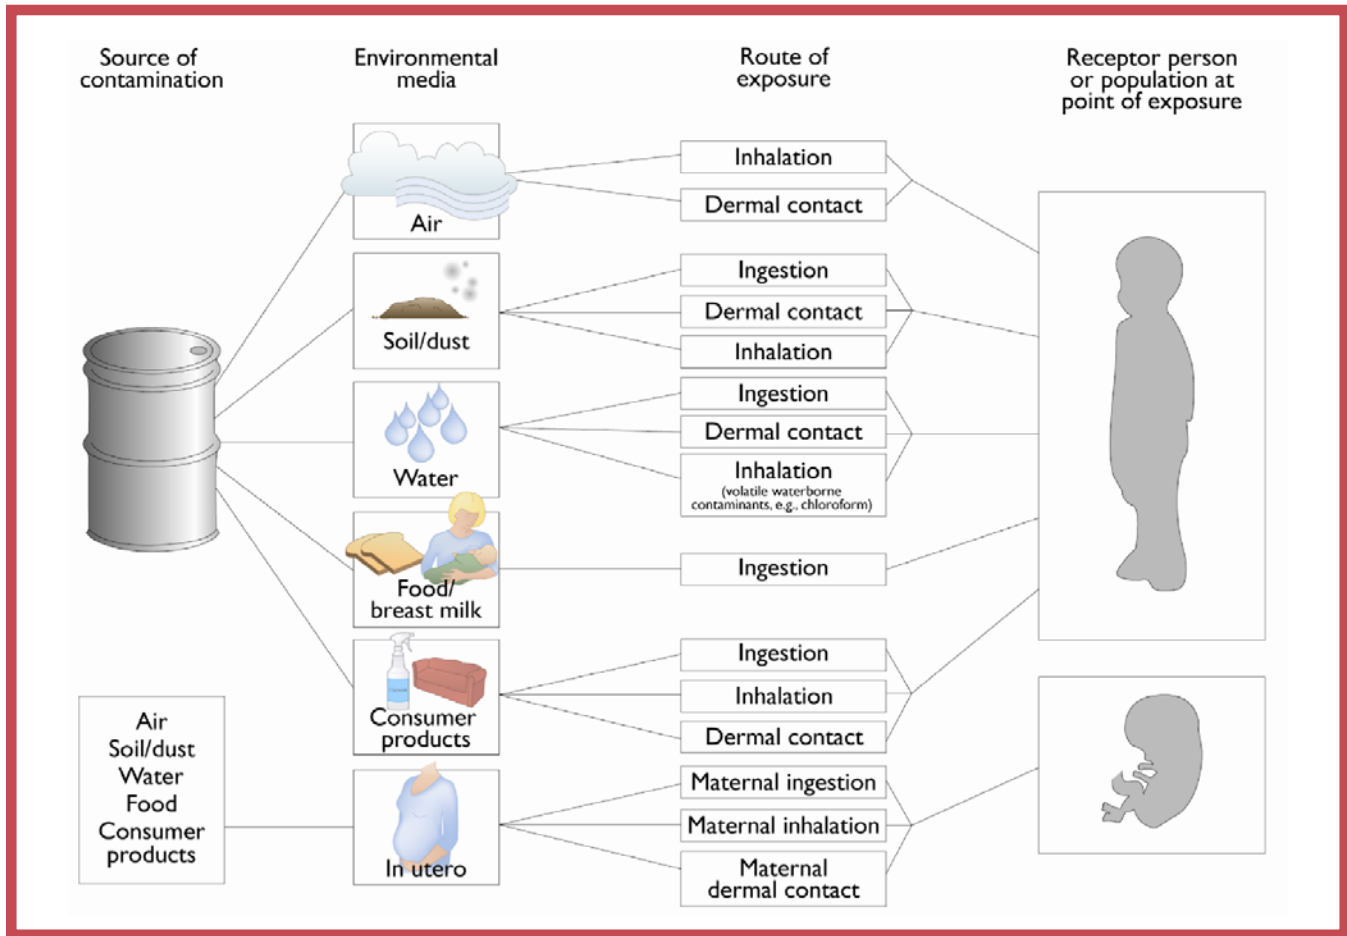 Source of
contamination
Environmental
media
Route of
exposure
Receptor person
or population at
point of exposure
Air
Inhalation
Dermal contact
Soil/dust
Ingestion
Dermal contact
Inhalation
Water
Ingestion
Dermal contact
Inhalation
(volatile waterborne
contaminants, e.g., chloroform)
Food/
breast milk
Ingestion
Consumer
products
Ingestion
Inhalation
Dermal contact
Air
Soil/dust
Water
Food
Consumer
products
In utero
Maternal ingestion
Maternal inhalation
Maternal
dermal contact